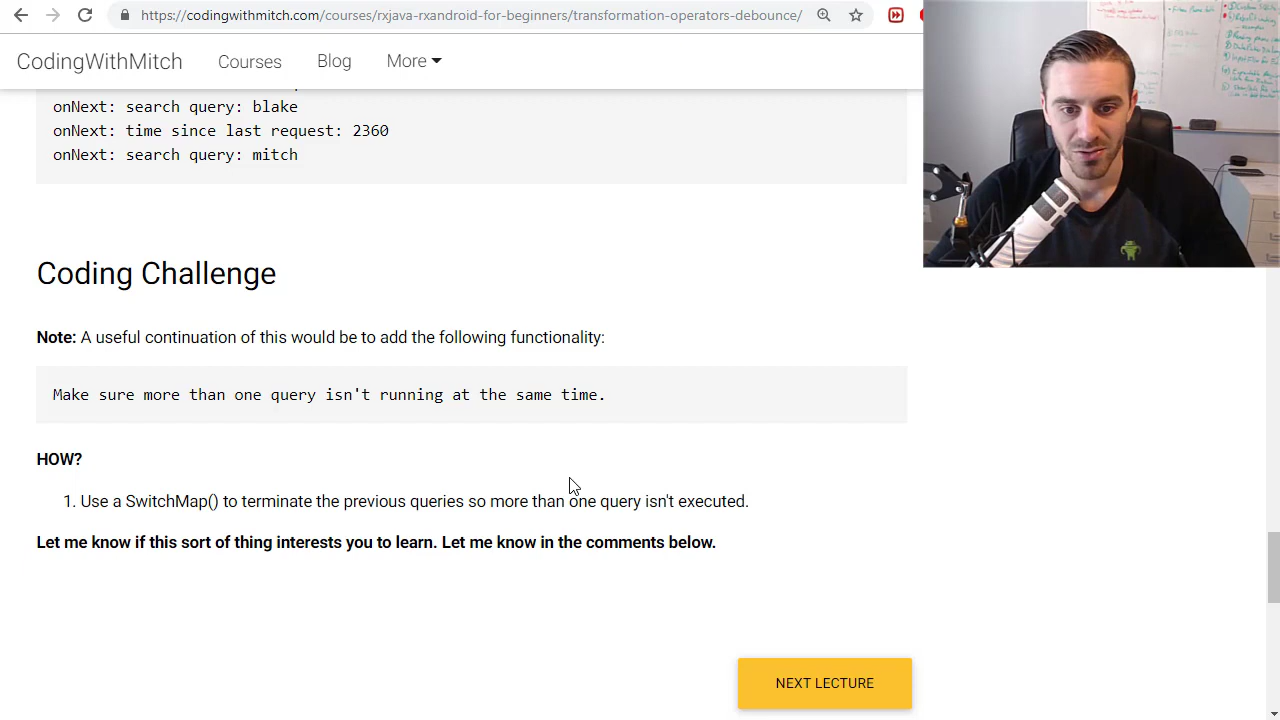 https://codingwithmitch.com/courses/rxjava-rxandroid-for-beginners/transformation-operators-debounce/
CodingWithMitch Courses Blog More
onNext: search query: blake
onNext: time since last request: 2360
onNext: search query: mitch
Coding Challenge
Note: A useful continuation of this would be to add the following functionality:
Make sure more than one query isn't running at the same time.
HOW?
1. Use a SwitchMap() to terminate the previous queries so more than one query isn't executed.
Let me know if this sort of thing interests you to learn. Let me know in the comments below.
NEXT LECTURE